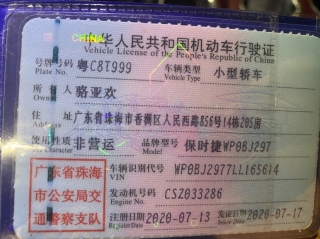 中华人民共和国机动车行驶证
Vehicle License of the People's Republic of China
号牌号码 粤C8T999 车辆类型 小型轿车
Plate No. Vehicle Type
所有人 骆亚欢
Owner
住址 广东省珠海市香洲区人民西路856号14栋205房
使用性质 非营运 品牌型号 保时捷WP0BJ297
广东省珠海
市公安局交
通警察支队
车辆识别代号 WP0BJ2977LL165614
VIN
发动机号码 CSZ033286
Engine No.
注册日期 2020-07-13 发证日期 2020-07-17
Register Date Issue Date